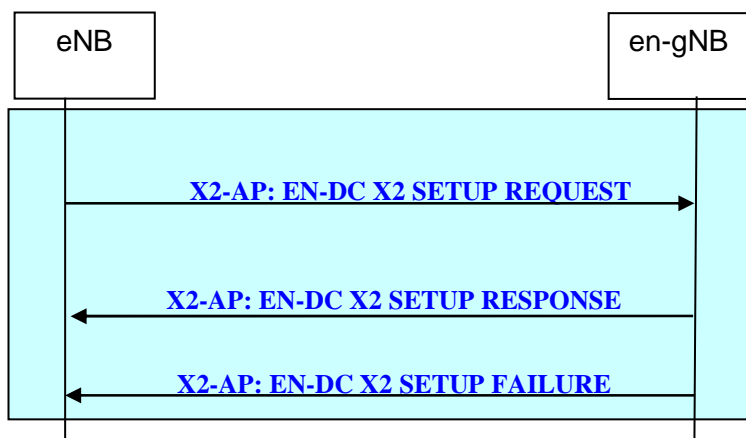 eNB
en-gNB
X2-AP: EN-DC X2 SETUP REQUEST
X2-AP: EN-DC X2 SETUP RESPONSE
X2-AP: EN-DC X2 SETUP FAILURE